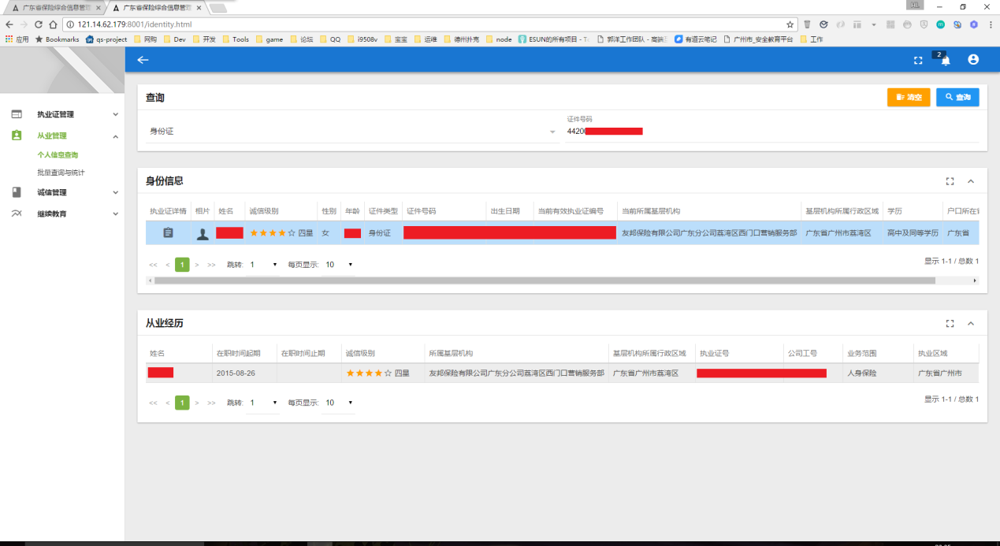 广东省保险综合信息管理
广东省保险综合信息管理
HL
121.14.62.179:8001/identity.html
应用 Bookmarks qs-project 网购 Dev 开发 Tools game 论坛 QQ i9508v 宝宝 运维 德州扑克 node ESUN的所有项目 - 郭洋工作团队 - 高端 有道云笔记 广州市_安全教育平台 工作
2
查询
清空
查询
证件号码
身份证
4420
执业证管理
从业管理
个人信息查询
批量查询与统计
诚信管理
继续教育
身份信息
执业证详情 相片 姓名 诚信级别 性别 年龄 证件类型 证件号码 出生日期 当前有效执业证编号 当前所属基层机构 基层机构所属行政区域 学历 户口所在
四星 女 身份证 友邦保险有限公司广东分公司荔湾区西门口营销服务部 广东省广州市荔湾区 高中及同等学历 广东省
<< < 1 > >> 跳转: 1 每页显示: 10 显示 1-1 / 总数 1
从业经历
姓名 在职时间起期 在职时间止期 诚信级别 所属基层机构 基层机构所属行政区域 执业证号 公司工号 业务范围 执业区域
2015-08-26 四星 友邦保险有限公司广东分公司荔湾区西门口营销服务部 广东省广州市荔湾区 人身保险 广东省广州市
<< < 1 > >> 跳转: 1 每页显示: 10 显示 1-1 / 总数 1